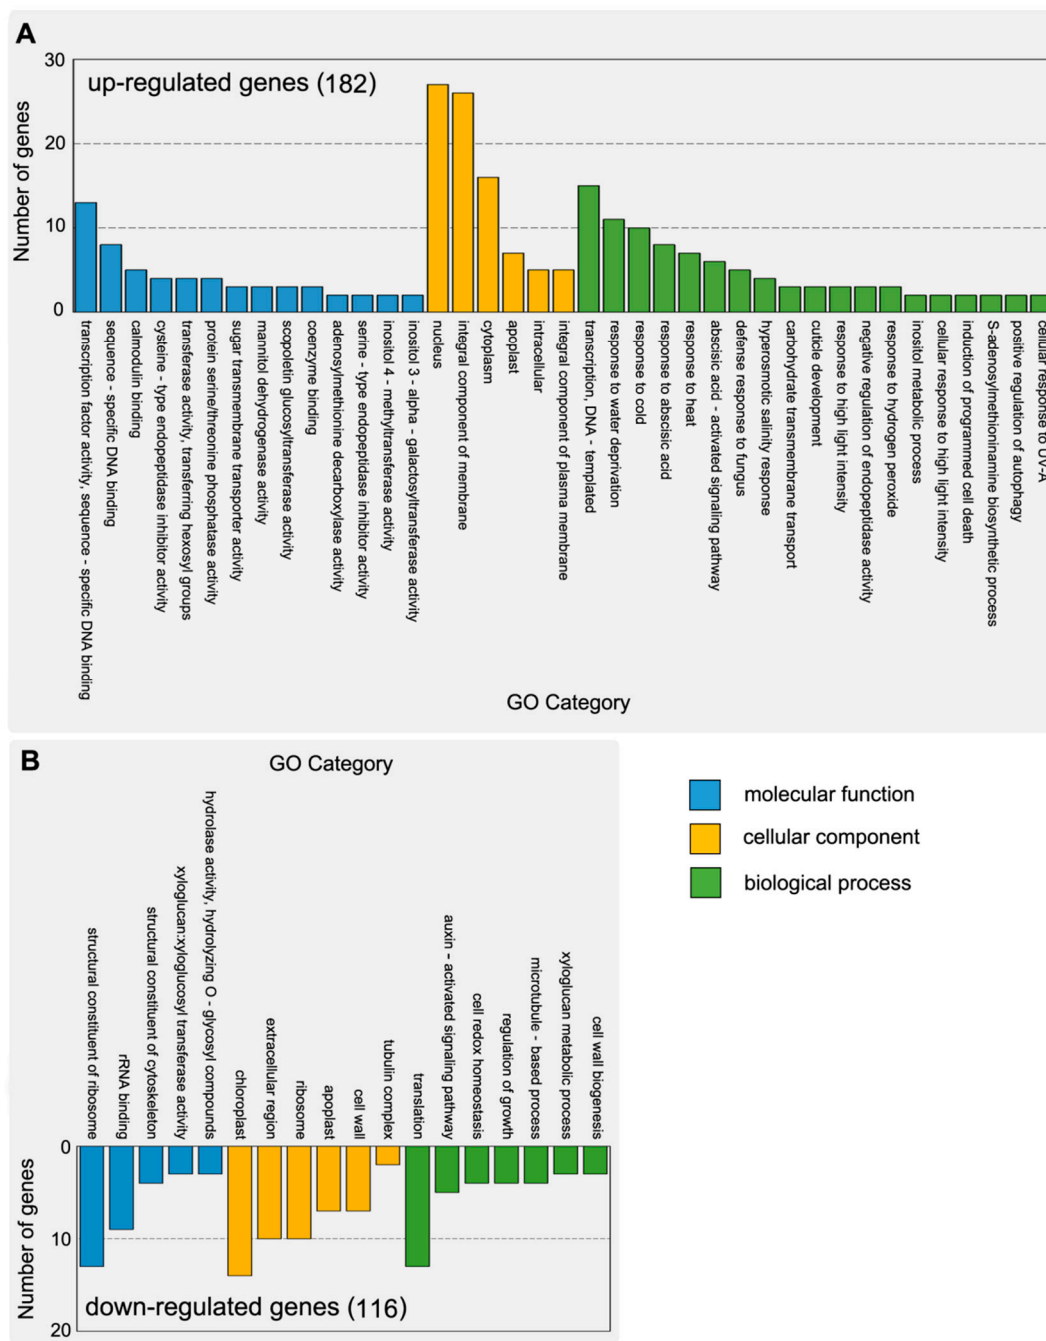 A
30
up-regulated genes (182)
20
10
0
Number of genes
transcription factor activity, sequence - specific DNA binding
sequence - specific DNA binding
calmodulin binding
cysteine - type endopeptidase inhibitor activity
transferase activity, transferring hexosyl groups
protein serine/threonine phosphatase activity
sugar transmembrane transporter activity
mannitol dehydrogenase activity
scopoletin glucosyltransferase activity
coenzyme binding
adenosylmethionine decarboxylase activity
serine - type endopeptidase inhibitor activity
inositol 4 - methyltransferase activity
inositol 3 - alpha - galactosyltransferase activity
nucleus
integral component of membrane
cytoplasm
apoplast
intracellular
integral component of plasma membrane
transcription, DNA - templated
response to water deprivation
response to cold
response to abscisic acid
response to heat
abscisic acid - activated signaling pathway
defense response to fungus
hyperosmotic salinity response
carbohydrate transmembrane transport
cuticle development
response to high light intensity
negative regulation of endopeptidase activity
response to hydrogen peroxide
inositol metabolic process
cellular response to high light intensity
induction of programmed cell death
S-adenosylmethioninamine biosynthetic process
positive regulation of autophagy
cellular response to UV-A
GO Category
B
GO Category
structural constituent of ribosome
rRNA binding
structural constituent of cytoskeleton
xyloglucan:xyloglucosyl transferase activity
hydrolase activity, hydrolyzing O - glycosyl compounds
chloroplast
extracellular region
ribosome
apoplast
cell wall
tubulin complex
translation
auxin - activated signaling pathway
cell redox homeostasis
regulation of growth
microtubule - based process
xyloglucan metabolic process
cell wall biogenesis
0
10
20
Number of genes
down-regulated genes (116)
molecular function
cellular component
biological process